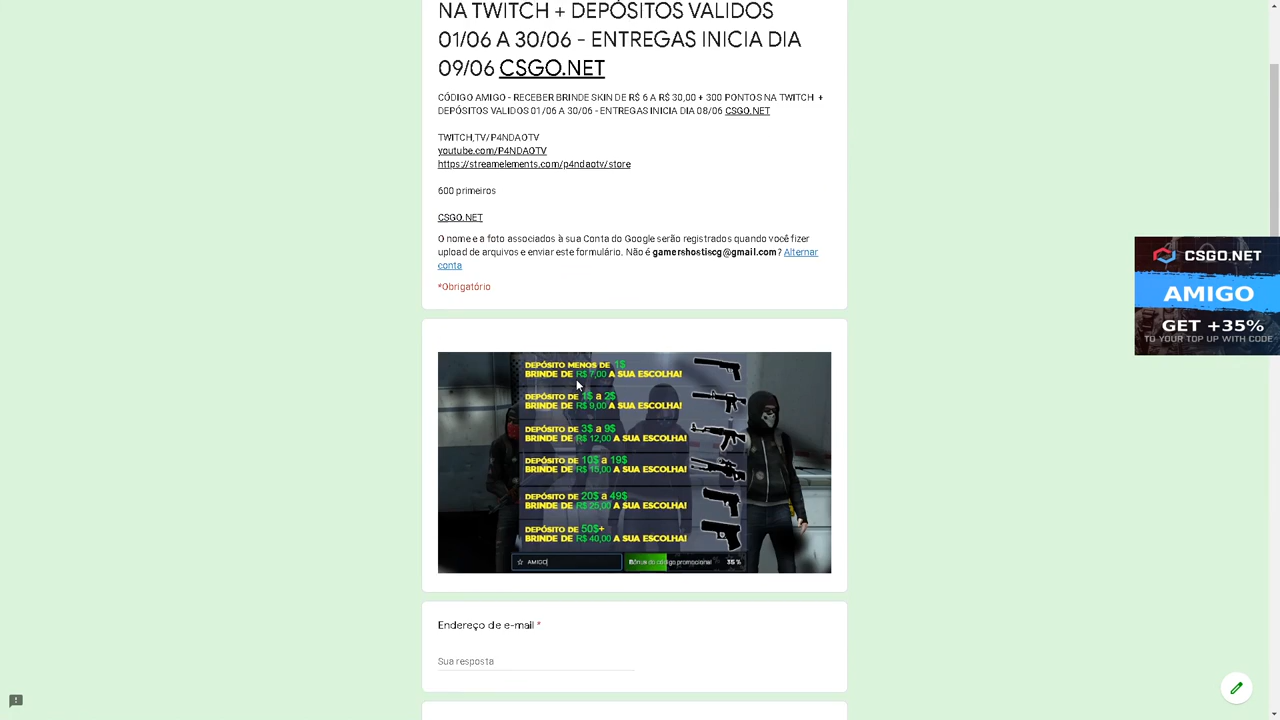 NA TWITCH + DEPÓSITOS VALIDOS
01/06 A 30/06 - ENTREGAS INICIA DIA
09/06 CSGO.NET
CÓDIGO AMIGO - RECEBER BRINDE SKIN DE R$ 6 A R$ 30,00 + 300 PONTOS NA TWITCH +
DEPÓSITOS VALIDOS 01/06 A 30/06 - ENTREGAS INICIA DIA 08/06 CSGO.NET
TWITCH,TV/P4NDAOTV
youtube.com/P4NDAOTV
https://streamelements.com/p4ndaotv/store
600 primeiros
CSGO.NET
O nome e a foto associados à sua Conta do Google serão registrados quando você fizer
upload de arquivos e enviar este formulário. Não é gamershostiscg@gmail.com? Alternar
conta
*Obrigatório
DEPÓSITO MENOS DE 1$
BRINDE DE R$ 7,00 A SUA ESCOLHA!
DEPÓSITO DE 1$ a 2$
BRINDE DE R$ 9,00 A SUA ESCOLHA!
DEPÓSITO DE 3$ a 9$
BRINDE DE R$ 12,00 A SUA ESCOLHA!
DEPÓSITO DE 10$ a 19$
BRINDE DE R$ 15,00 A SUA ESCOLHA!
DEPÓSITO DE 20$ a 49$
BRINDE DE R$ 25,00 A SUA ESCOLHA!
DEPÓSITO DE 50$+
BRINDE DE R$ 40,00 A SUA ESCOLHA!
AMIGO
Bônus do código promocional 35%
CSGO.NET
AMIGO
GET +35%
TO YOUR TOP UP WITH CODE
Endereço de e-mail *
Sua resposta